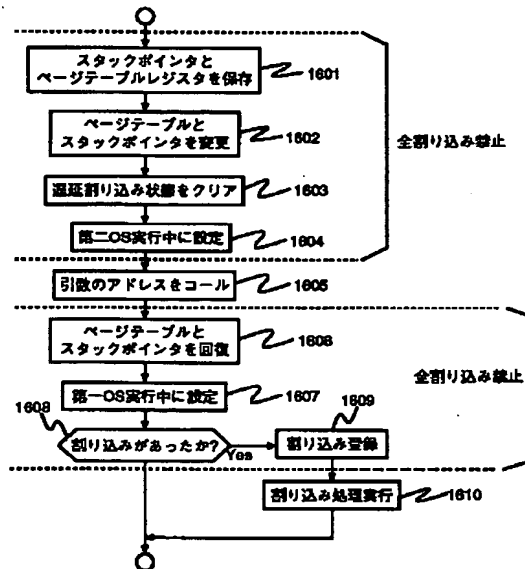 スタックポインタと
ページテーブルレジスタを保存
1601
ページテーブルと
スタックポインタを変更
1602
全割り込み禁止
遅延割り込み状態をクリア
1603
第二OS実行中に設定
1604
引数のアドレスをコール
1605
ページテーブルと
スタックポインタを回復
1606
全割り込み禁止
第一OS実行中に設定
1607
1608
割り込みがあったか?
Yes
1609
割り込み登録
割り込み処理実行
1610